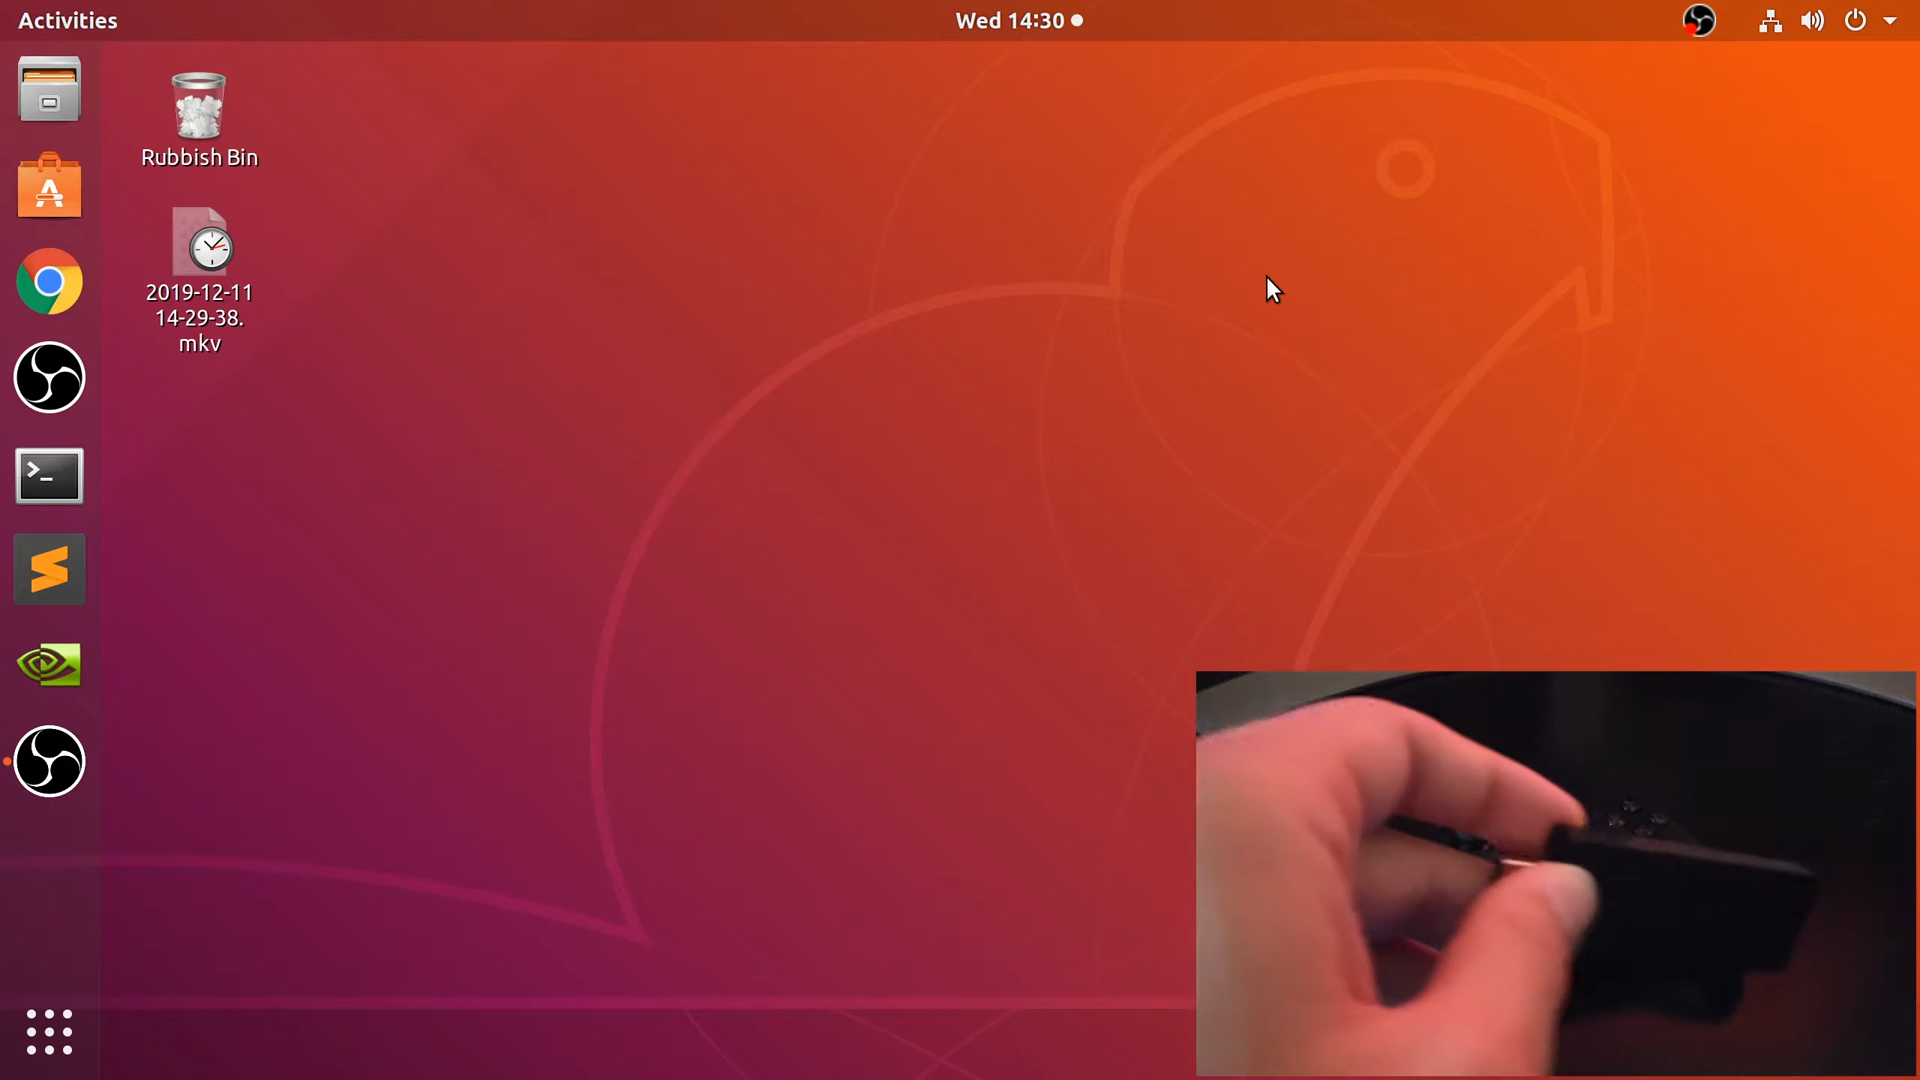 Activities
Wed 14:30
Rubbish Bin
2019-12-11
14-29-38.
mkv